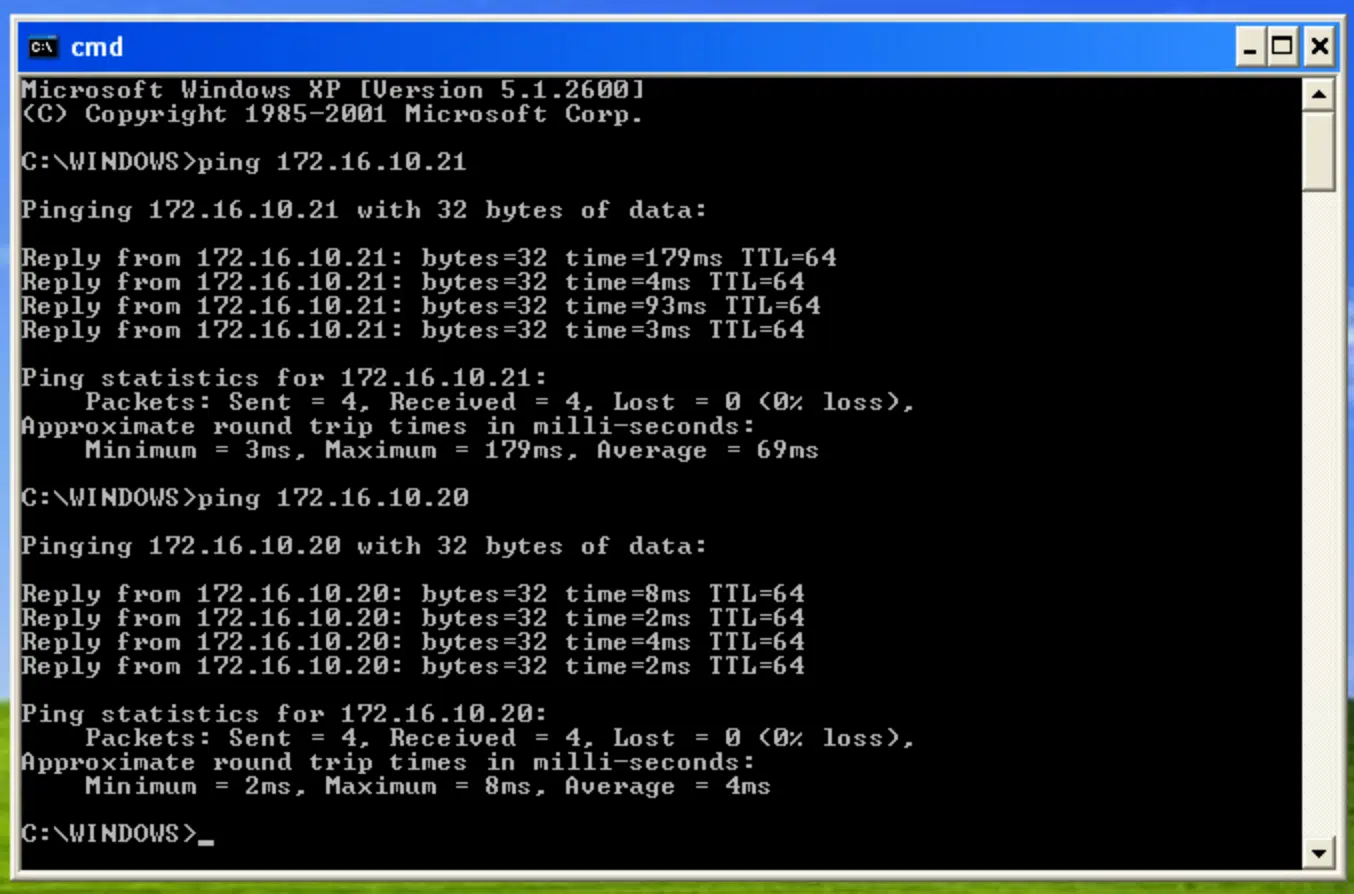 cmd
Microsoft Windows XP [Version 5.1.2600]
(C) Copyright 1985-2001 Microsoft Corp.
C:\WINDOWS>ping 172.16.10.21
Pinging 172.16.10.21 with 32 bytes of data:
Reply from 172.16.10.21: bytes=32 time=179ms TTL=64
Reply from 172.16.10.21: bytes=32 time=4ms TTL=64
Reply from 172.16.10.21: bytes=32 time=93ms TTL=64
Reply from 172.16.10.21: bytes=32 time=3ms TTL=64
Ping statistics for 172.16.10.21:
    Packets: Sent = 4, Received = 4, Lost = 0 (0% loss),
Approximate round trip times in milli-seconds:
    Minimum = 3ms, Maximum = 179ms, Average = 69ms
C:\WINDOWS>ping 172.16.10.20
Pinging 172.16.10.20 with 32 bytes of data:
Reply from 172.16.10.20: bytes=32 time=8ms TTL=64
Reply from 172.16.10.20: bytes=32 time=2ms TTL=64
Reply from 172.16.10.20: bytes=32 time=4ms TTL=64
Reply from 172.16.10.20: bytes=32 time=2ms TTL=64
Ping statistics for 172.16.10.20:
    Packets: Sent = 4, Received = 4, Lost = 0 (0% loss),
Approximate round trip times in milli-seconds:
    Minimum = 2ms, Maximum = 8ms, Average = 4ms
C:\WINDOWS>_